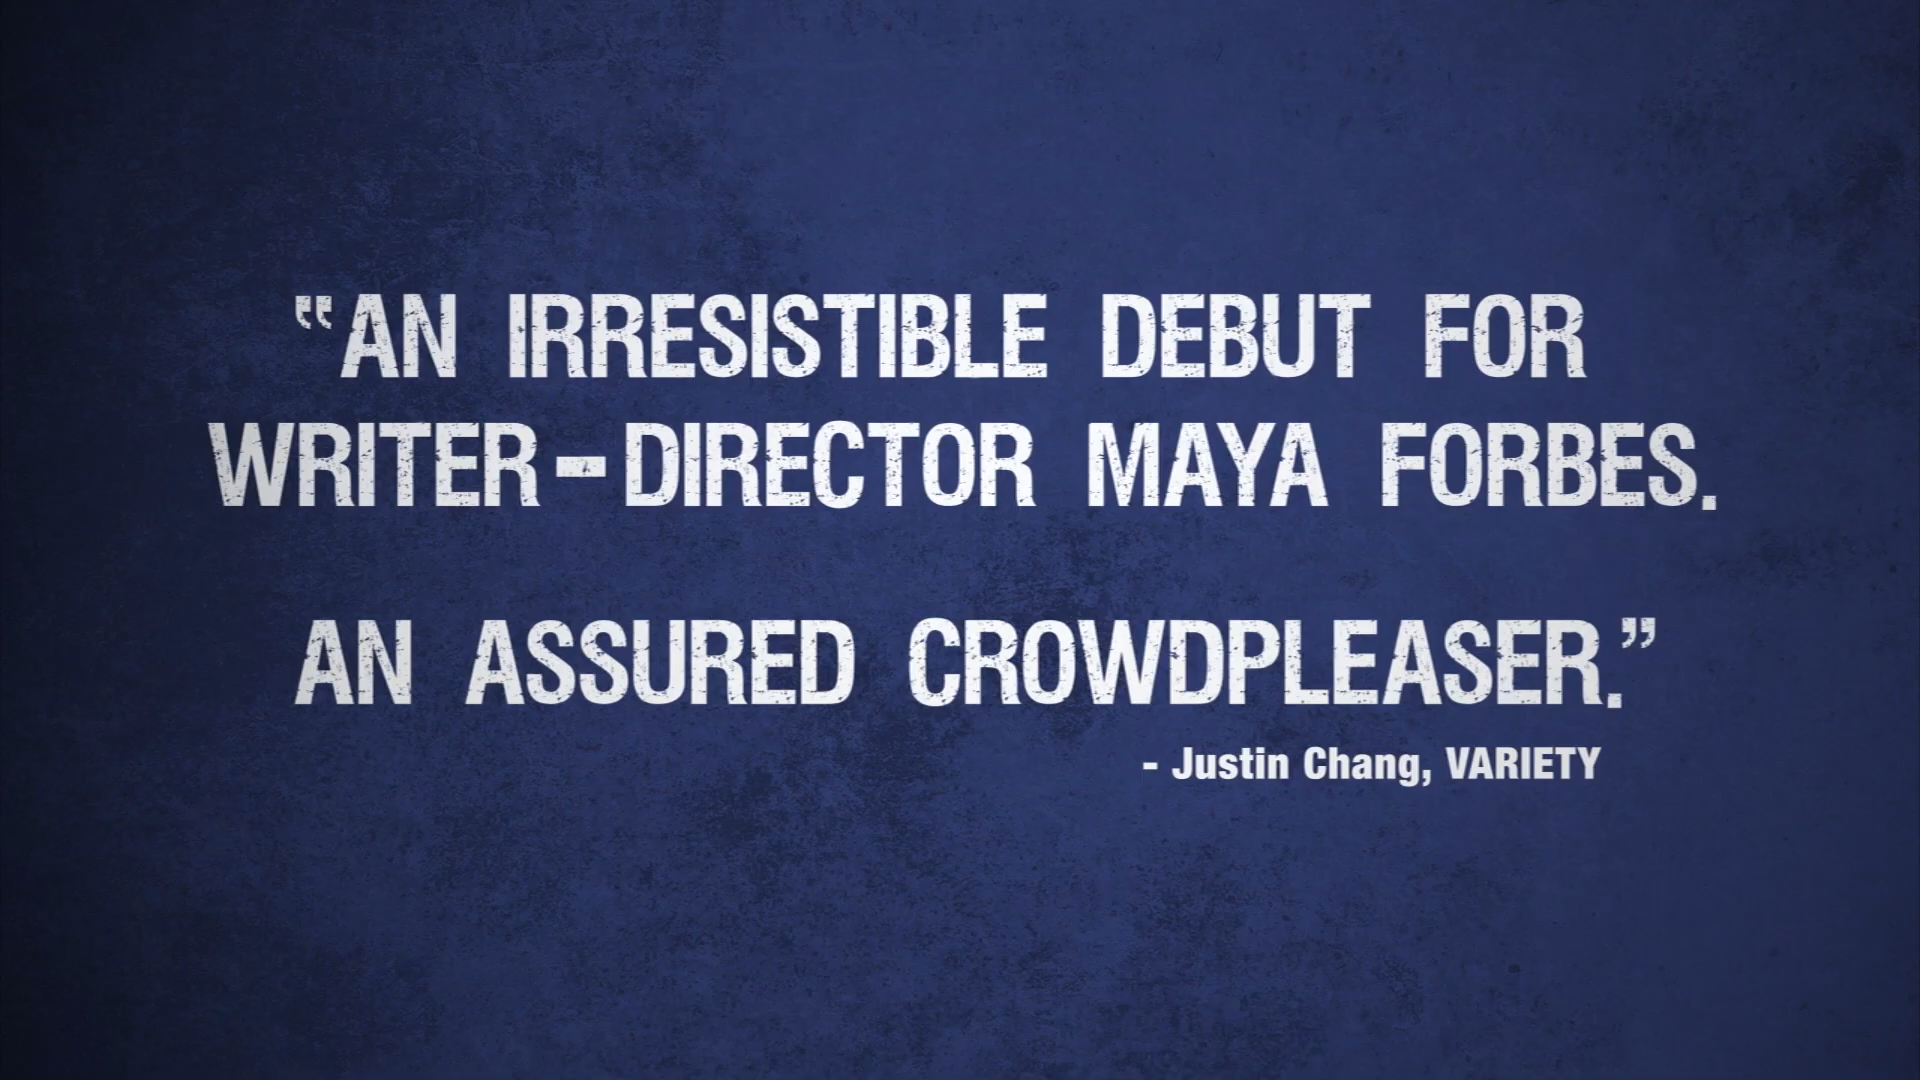 “AN IRRESISTIBLE DEBUT FOR
WRITER-DIRECTOR MAYA FORBES.
AN ASSURED CROWDPLEASER.”
- Justin Chang, VARIETY